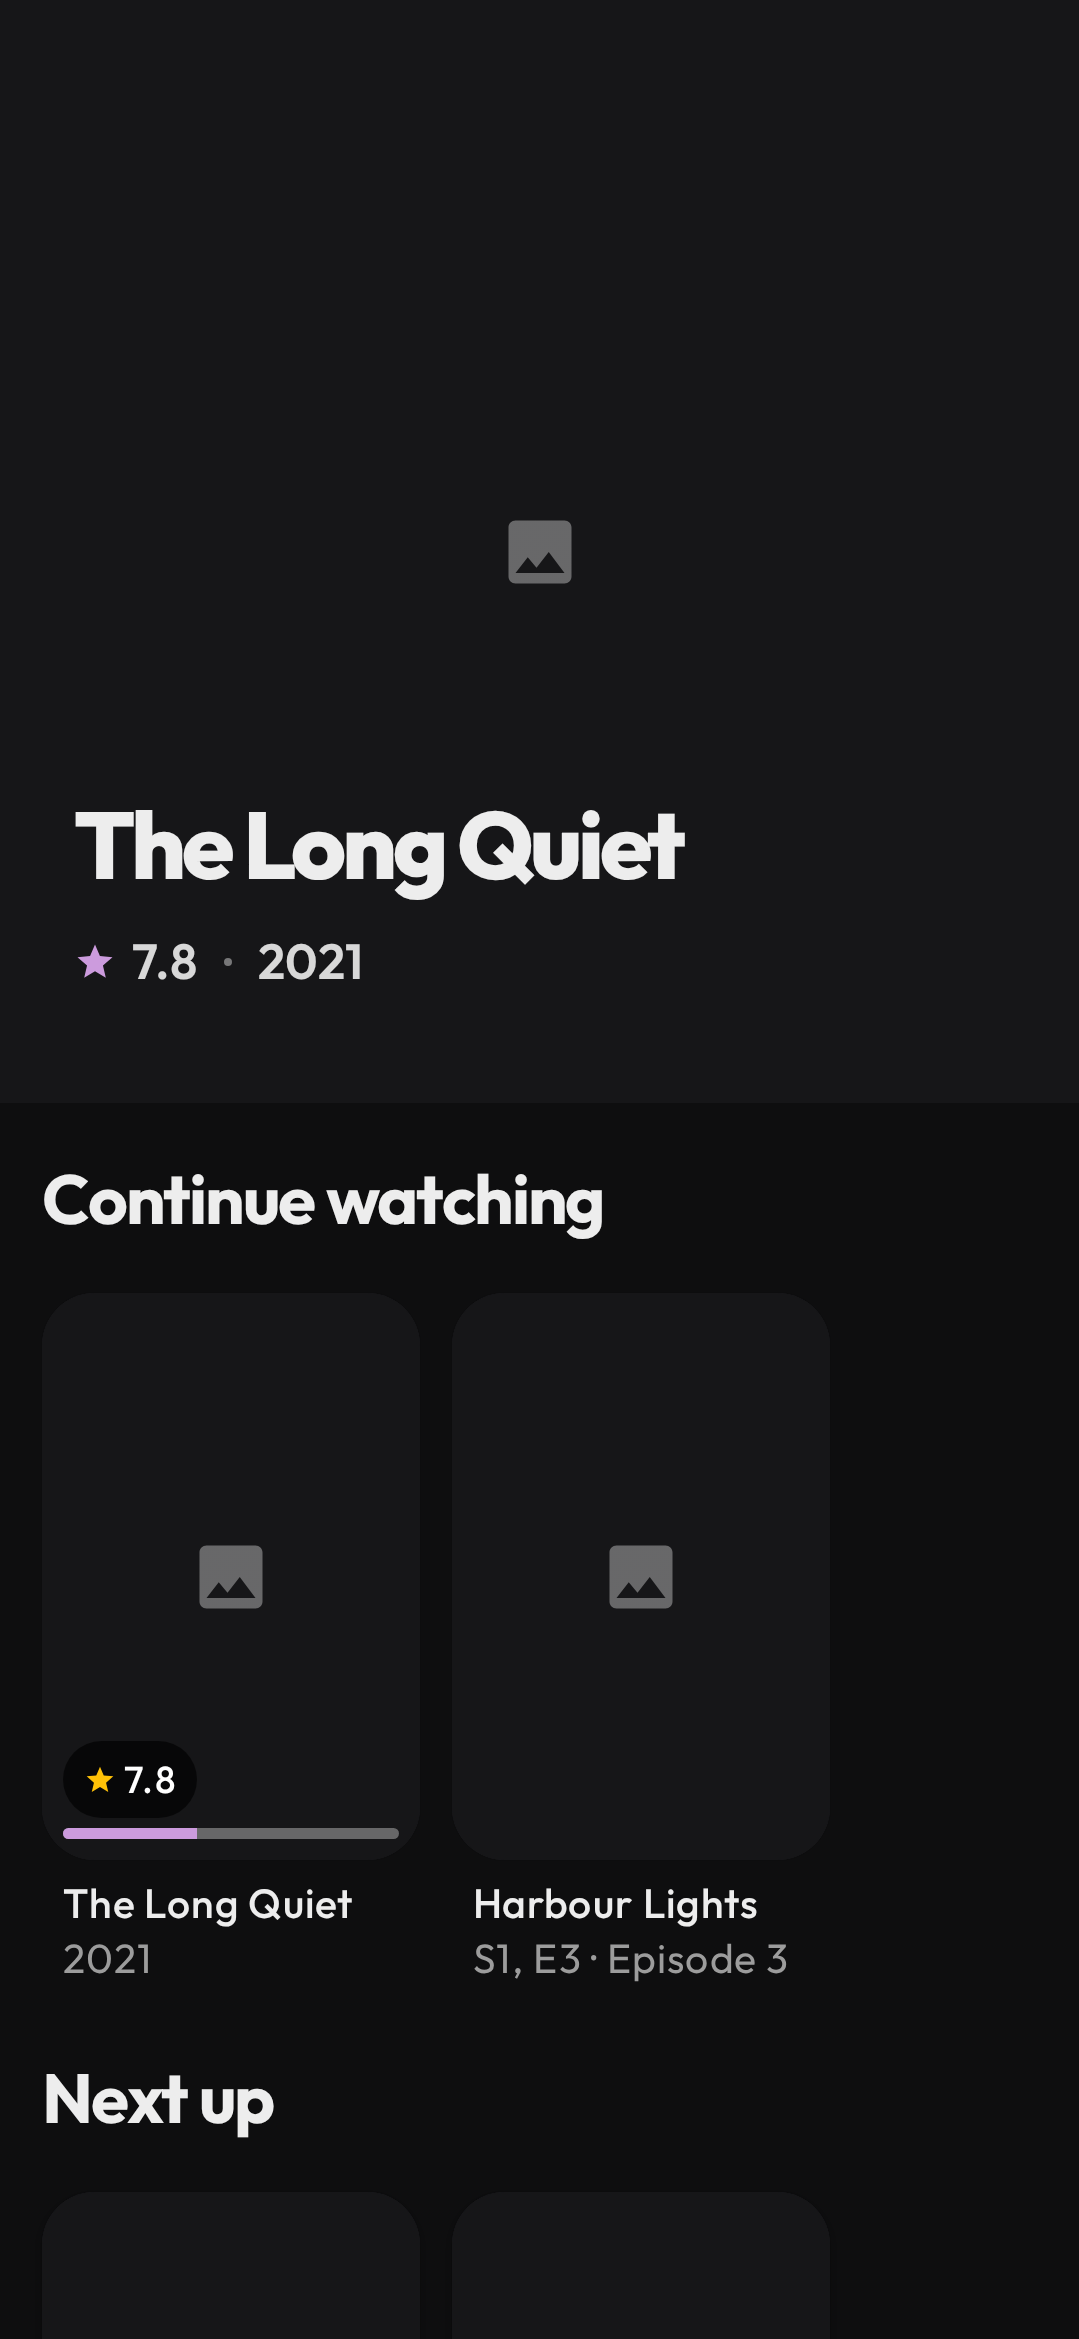 The Long Quiet
7.8 · 2021
Continue watching
7.8
The Long Quiet
2021
Harbour Lights
S1, E3 · Episode 3
Next up